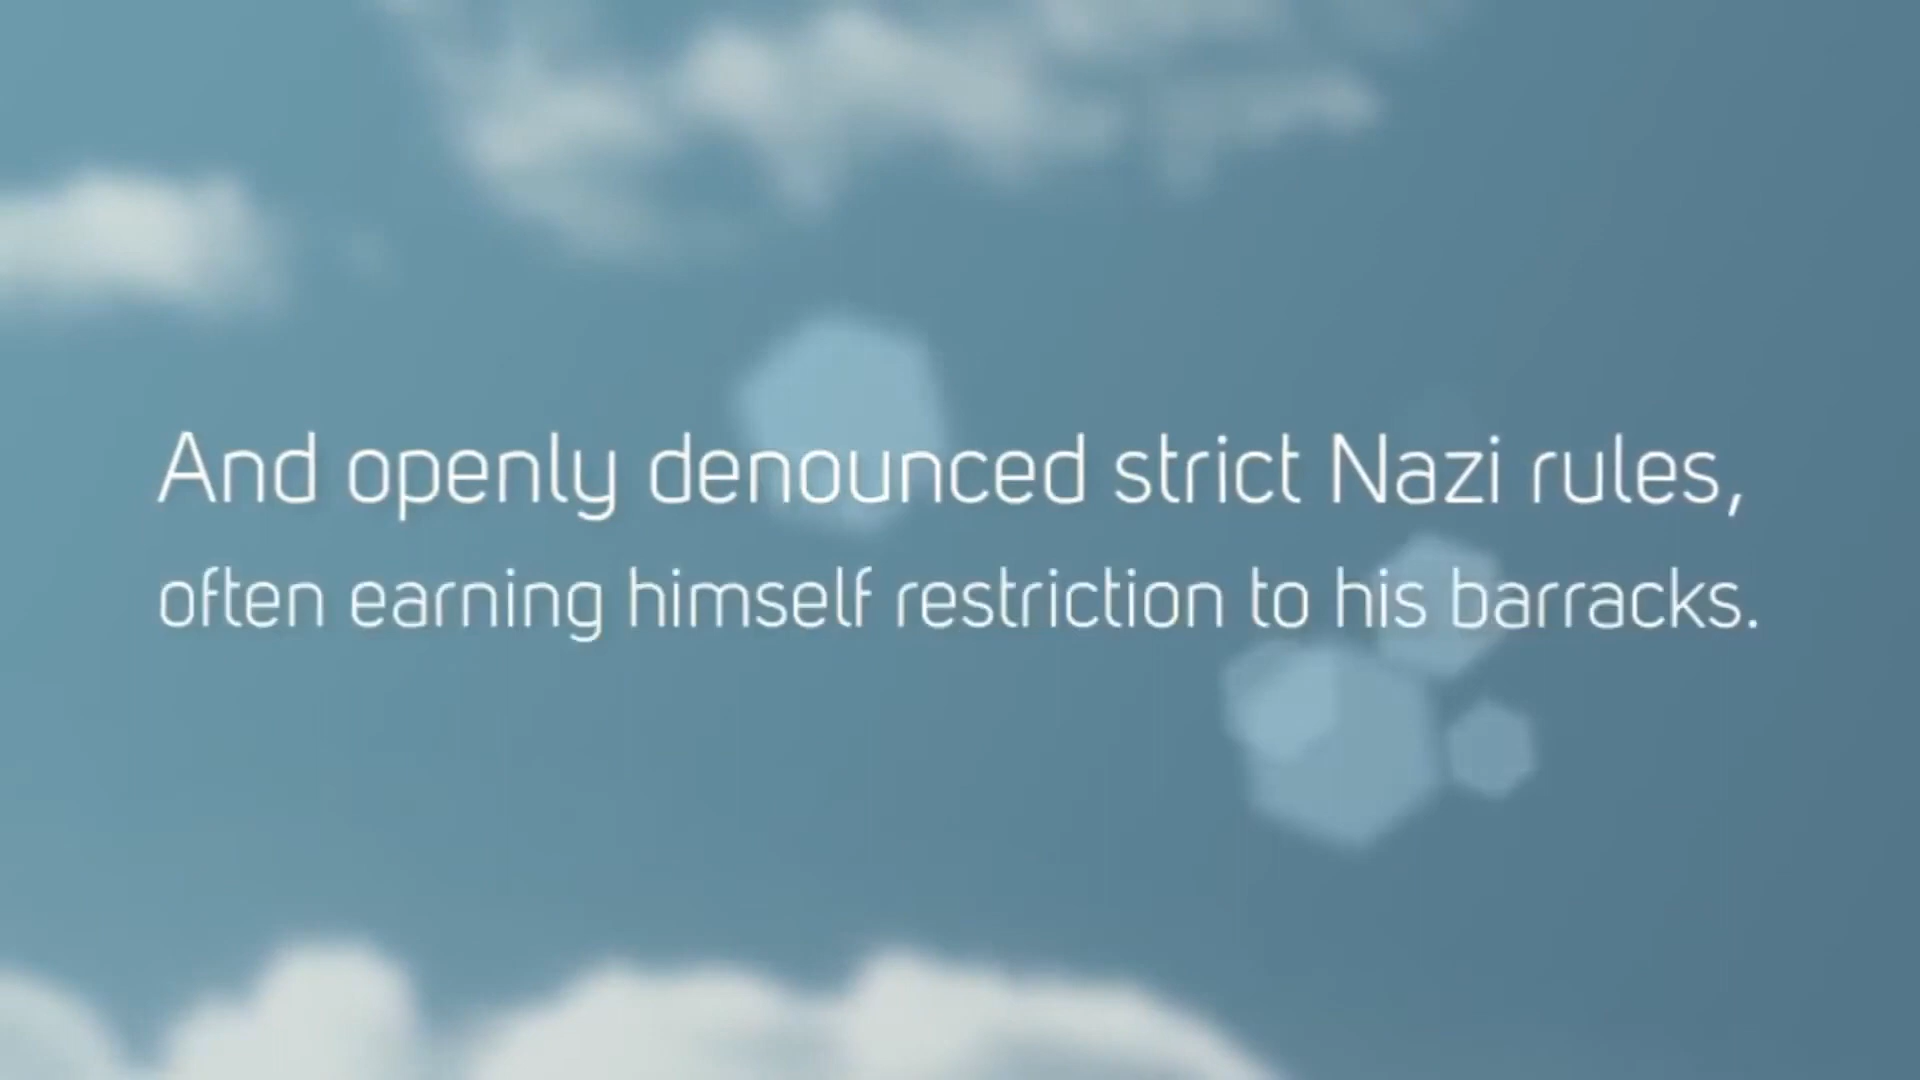 And openly denounced strict Nazi rules,
often earning himself restriction to his barracks.